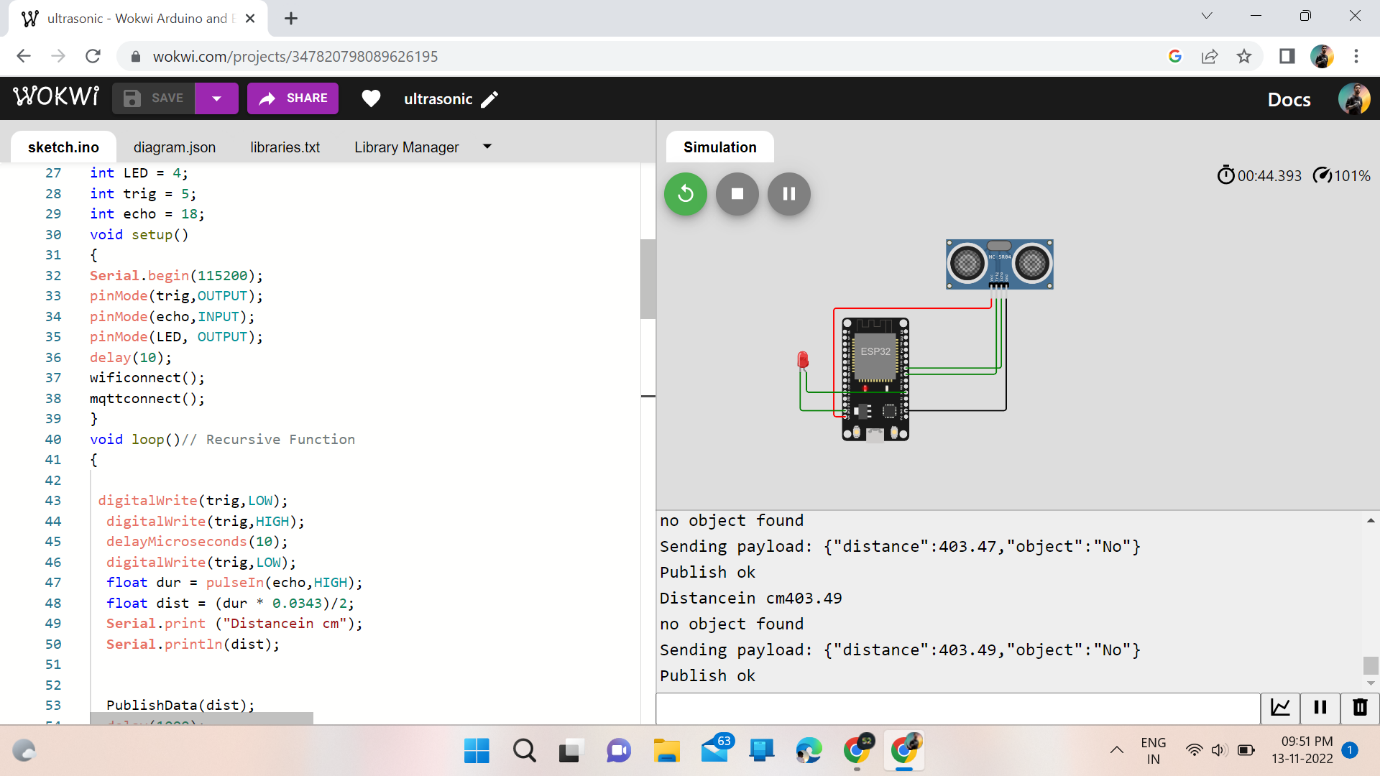 ultrasonic - Wokwi Arduino and E
wokwi.com/projects/347820798089626195
WOKWI
SAVE
SHARE
ultrasonic
Docs
sketch.ino
diagram.json
libraries.txt
Library Manager
27 int LED = 4;
28 int trig = 5;
29 int echo = 18;
30 void setup()
31 {
32 Serial.begin(115200);
33 pinMode(trig,OUTPUT);
34 pinMode(echo,INPUT);
35 pinMode(LED, OUTPUT);
36 delay(10);
37 wificonnect();
38 mqttconnect();
39 }
40 void loop()// Recursive Function
41 {
42
43 digitalWrite(trig,LOW);
44 digitalWrite(trig,HIGH);
45 delayMicroseconds(10);
46 digitalWrite(trig,LOW);
47 float dur = pulseIn(echo,HIGH);
48 float dist = (dur * 0.0343)/2;
49 Serial.print ("Distancein cm");
50 Serial.println(dist);
51
52
53 PublishData(dist);
54 delay(1000);
Simulation
00:44.393 101%
HC-SR04
ESP32
no object found
Sending payload: {"distance":403.47,"object":"No"}
Publish ok
Distancein cm403.49
no object found
Sending payload: {"distance":403.49,"object":"No"}
Publish ok
63
52
ENG
IN
09:51 PM
13-11-2022
1